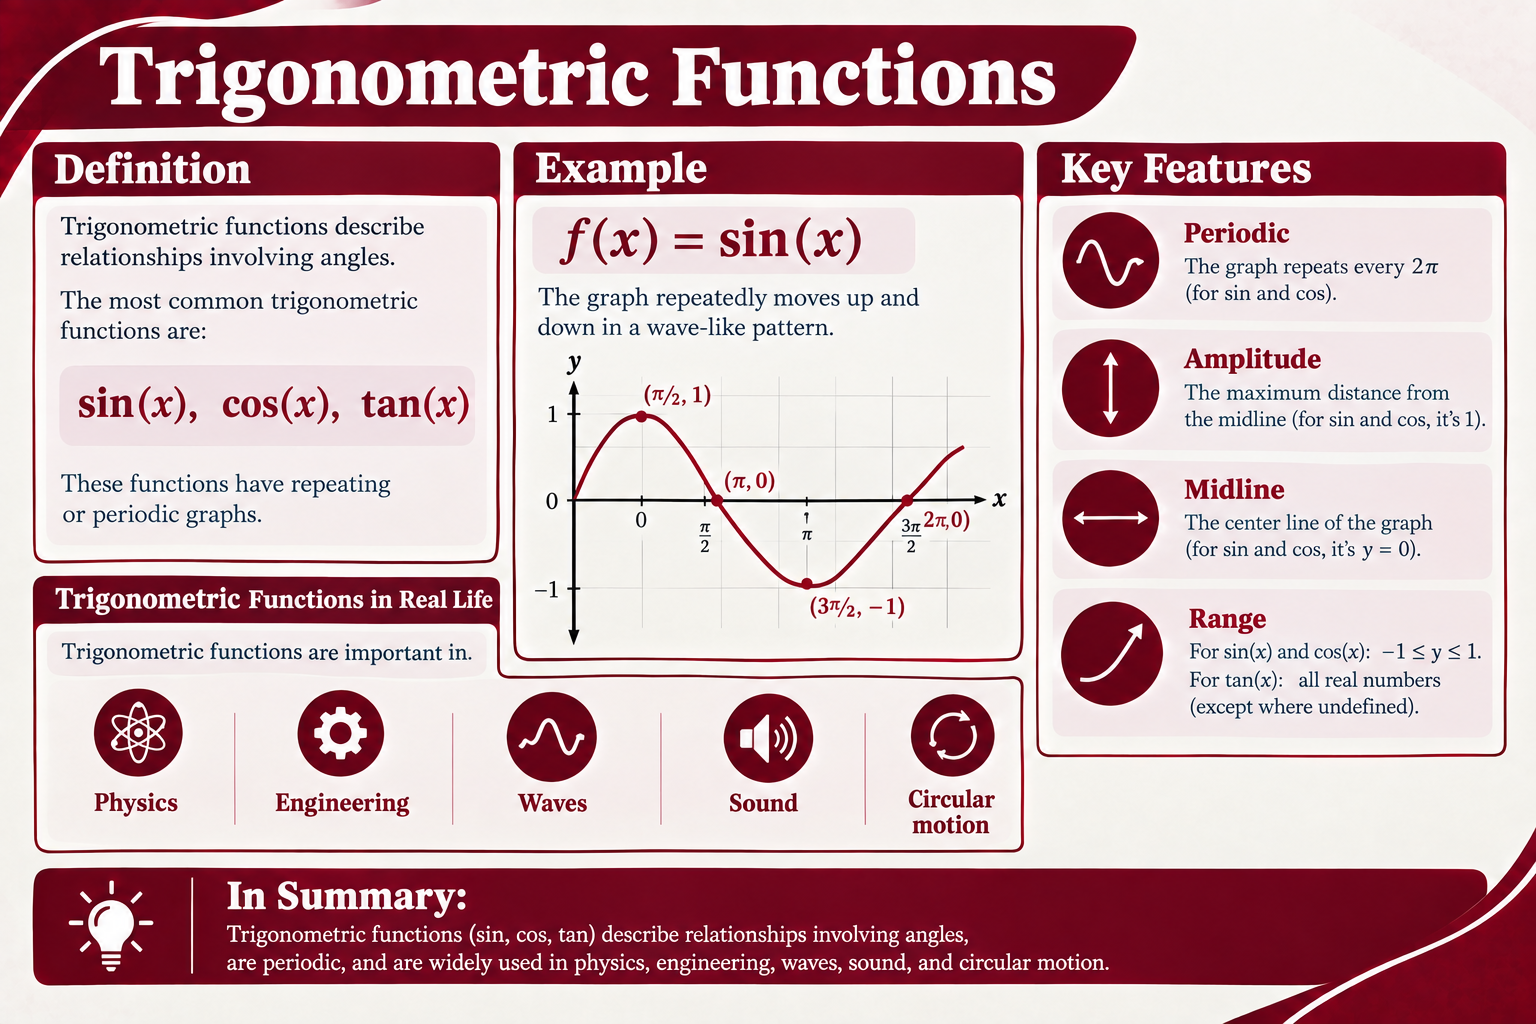 Trigonometric Functions
Definition
Trigonometric functions describe
relationships involving angles.
The most common trigonometric
functions are:
sin(x), cos(x), tan(x)
These functions have repeating
or periodic graphs.
Example
f(x) = sin(x)
The graph repeatedly moves up and
down in a wave-like pattern.
y
(π/2, 1)
1
(π, 0)
0
x
0
π/2
π
3π/2
2π,0)
−1
(3π/2, −1)
Key Features
Periodic
The graph repeats every 2π
(for sin and cos).
Amplitude
The maximum distance from
the midline (for sin and cos, it's 1).
Midline
The center line of the graph
(for sin and cos, it's y = 0).
Range
For sin(x) and cos(x): −1 ≤ y ≤ 1.
For tan(x): all real numbers
(except where undefined).
Trigonometric Functions in Real Life
Trigonometric functions are important in.
Physics
Engineering
Waves
Sound
Circular
motion
In Summary:
Trigonometric functions (sin, cos, tan) describe relationships involving angles,
are periodic, and are widely used in physics, engineering, waves, sound, and circular motion.